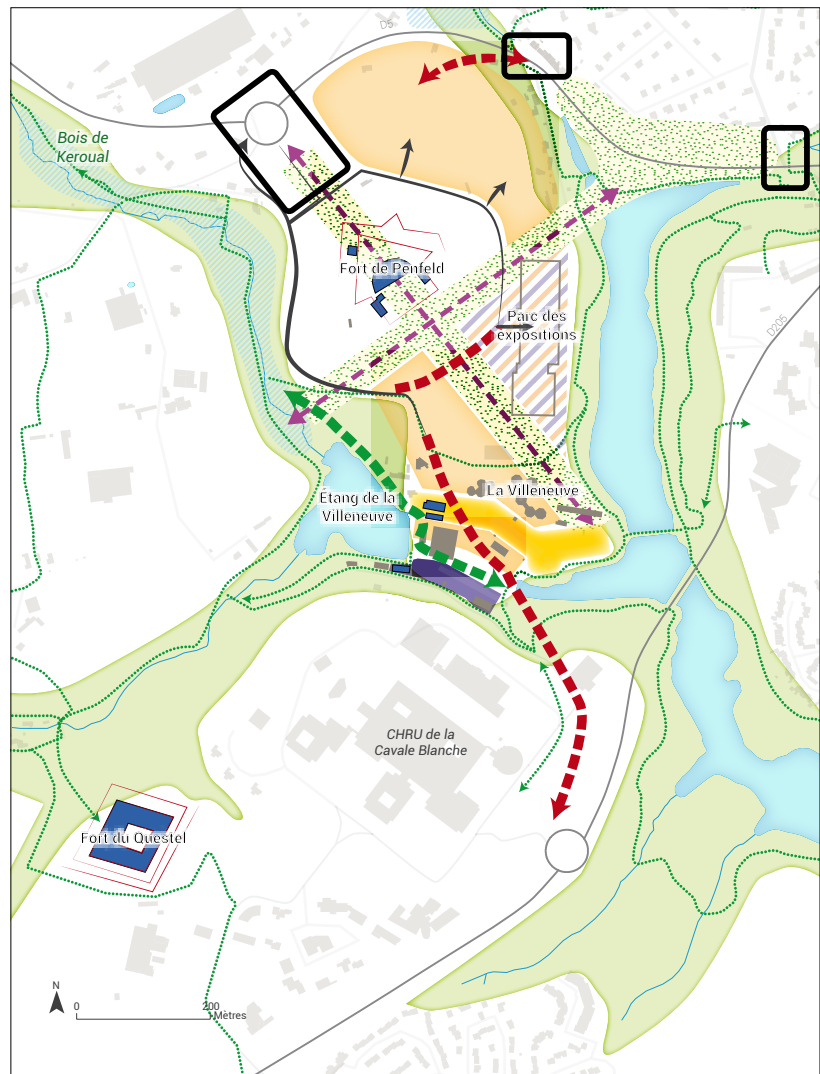 D5
Bois de
Keroual
Fort de Penfeld
Parc des
expositions
D205
Étang de la
Villeneuve
La Villeneuve
CHRU de la
Cavale Blanche
Fort du Questel
N
0
200
Mètres